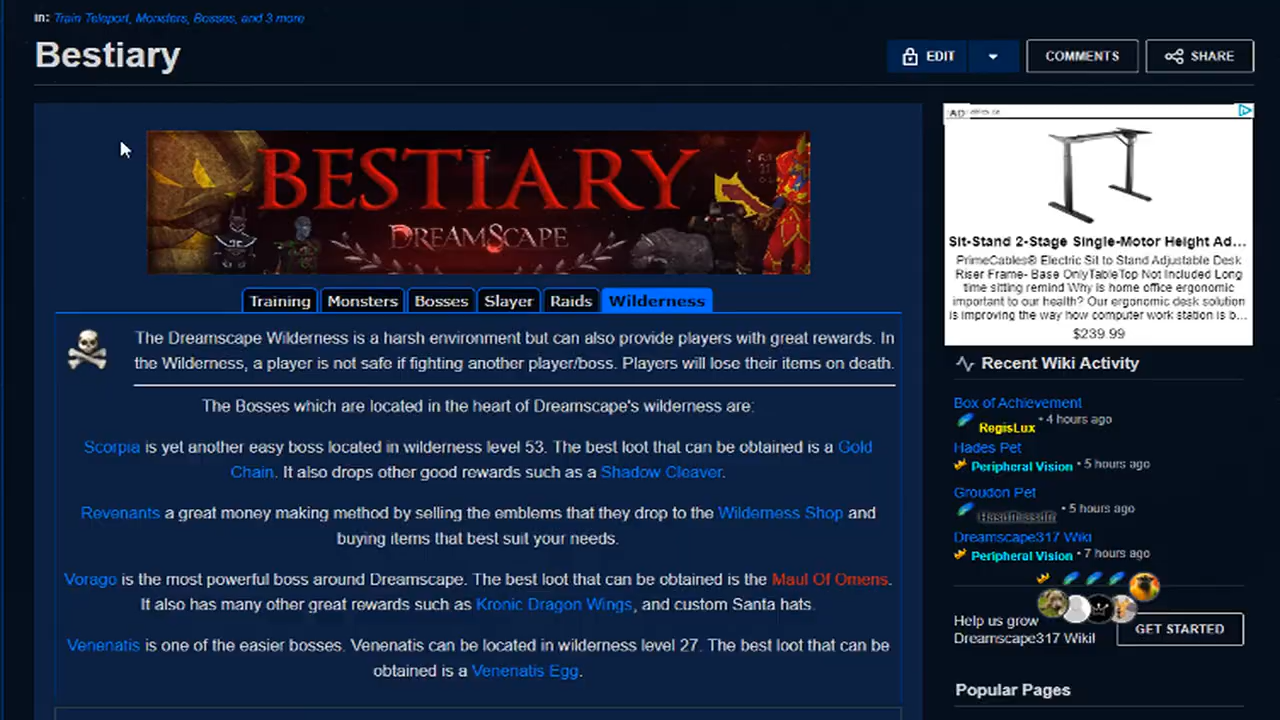 in: Train Teleport, Monsters, Bosses, and 3 more
Bestiary
EDIT
COMMENTS
SHARE
BESTIARY
DREAMSCAPE
Training
Monsters
Bosses
Slayer
Raids
Wilderness
The Dreamscape Wilderness is a harsh environment but can also provide players with great rewards. In
the Wilderness, a player is not safe if fighting another player/boss. Players will lose their items on death.
The Bosses which are located in the heart of Dreamscape's wilderness are:
Scorpia is yet another easy boss located in wilderness level 53. The best loot that can be obtained is a Gold
Chain. It also drops other good rewards such as a Shadow Cleaver.
Revenants a great money making method by selling the emblems that they drop to the Wilderness Shop and
buying items that best suit your needs.
Vorago is the most powerful boss around Dreamscape. The best loot that can be obtained is the Maul Of Omens.
It also has many other great rewards such as Kronic Dragon Wings, and custom Santa hats.
Venenatis is one of the easier bosses. Venenatis can be located in wilderness level 27. The best loot that can be
obtained is a Venenatis Egg.
AD
Sit-Stand 2-Stage Single-Motor Height Ad...
PrimeCables® Electric Sit to Stand Adjustable Desk
Riser Frame- Base OnlyTableTop Not Included Long
time sitting remind Why is home office ergonomic
important to our health? Our ergonomic desk solution
is improving the way how computer work station is b...
$239.99
Recent Wiki Activity
Box of Achievement
RegisLux • 4 hours ago
Hades Pet
Peripheral Vision • 5 hours ago
Groudon Pet
• 5 hours ago
Dreamscape317 Wiki
Peripheral Vision • 7 hours ago
Help us grow
Dreamscape317 Wiki!
GET STARTED
Popular Pages